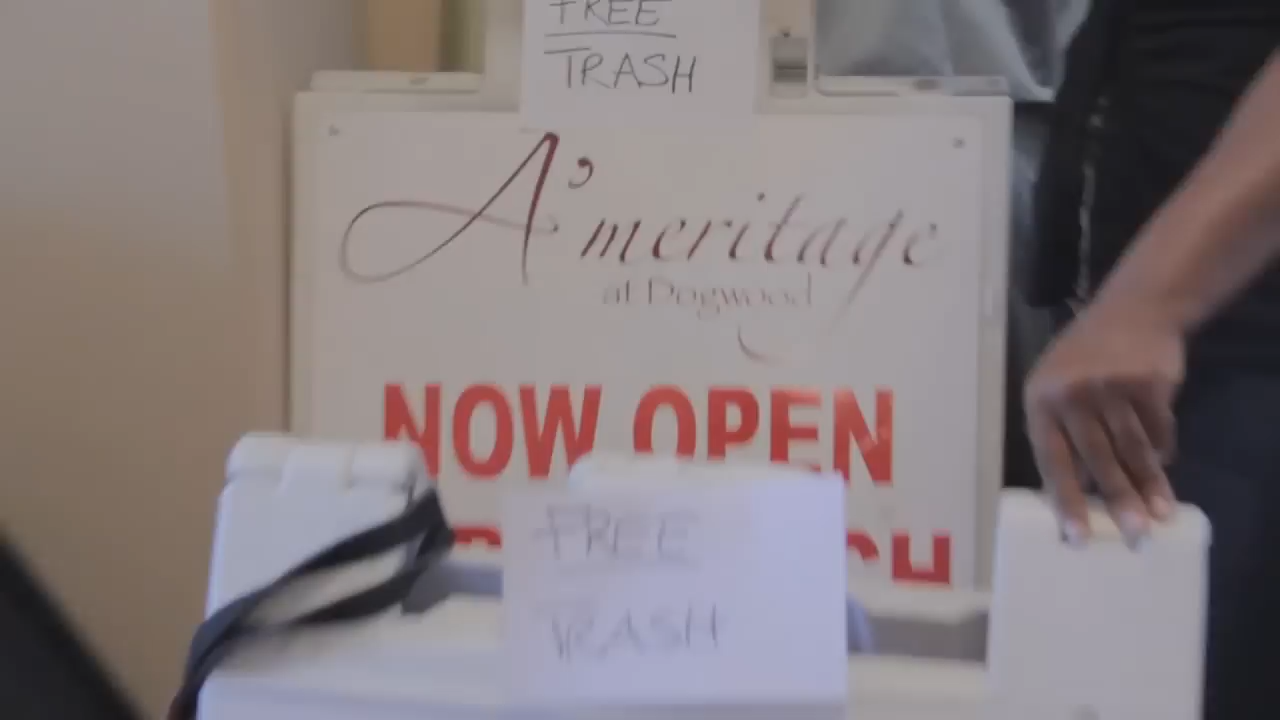 FREE
TRASH
A'meritage
at Dogwood
NOW OPEN
FREE
TRASH